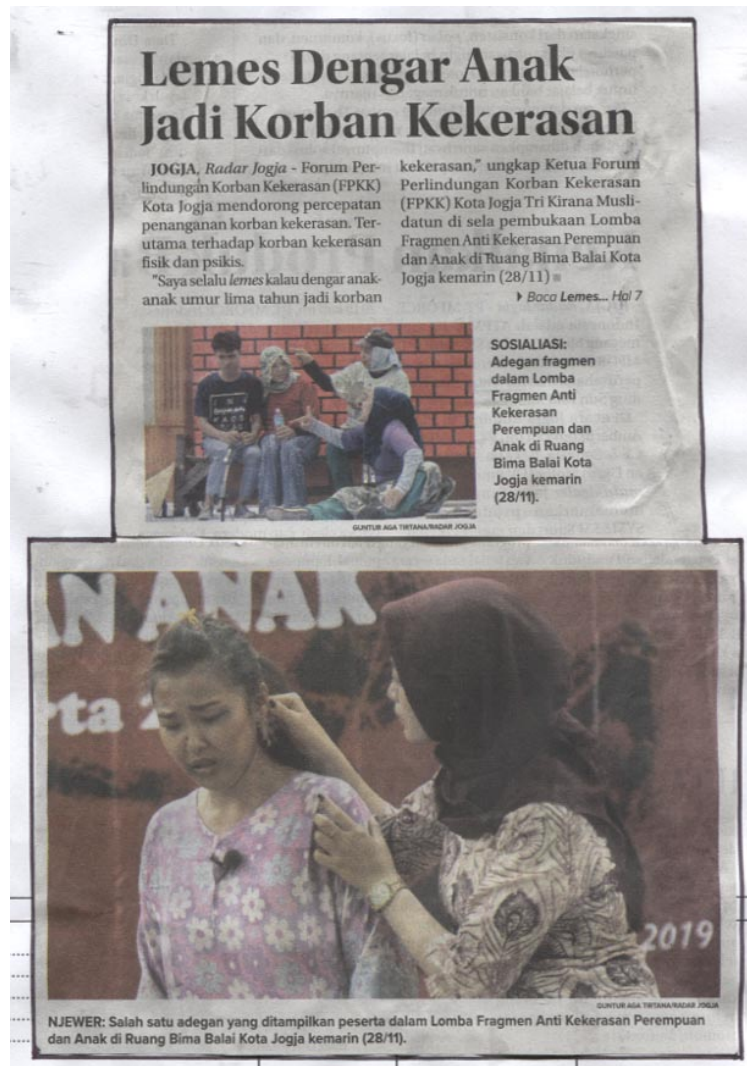 Lemes Dengar Anak
Jadi Korban Kekerasan
JOGJA, Radar Jogja - Forum Per-
lindungan Korban Kekerasan (FPKK)
Kota Jogja mendorong percepatan
penanganan korban kekerasan. Ter-
utama terhadap korban kekerasan
fisik dan psikis.
"Saya selalu lemes kalau dengar anak-
anak umur lima tahun jadi korban
kekerasan," ungkap Ketua Forum
Perlindungan Korban Kekerasan
(FPKK) Kota Jogja Tri Kirana Musli-
datun di sela pembukaan Lomba
Fragmen Anti Kekerasan Perempuan
dan Anak di Ruang Bima Balai Kota
Jogja kemarin (28/11)
Baca Lemes... Hal 7
SOSIALIASI:
Adegan fragmen
dalam Lomba
Fragmen Anti
Kekerasan
Perempuan dan
Anak di Ruang
Bima Balai Kota
Jogja kemarin
(28/11).
GUNTUR AGA TIRTANA/RADAR JOGJA
AN ANAK
rta 2
2019
GUNTUR AGA TIRTANA/RADAR JOGJA
NJEWER: Salah satu adegan yang ditampilkan peserta dalam Lomba Fragmen Anti Kekerasan Perempuan
dan Anak di Ruang Bima Balai Kota Jogja kemarin (28/11).